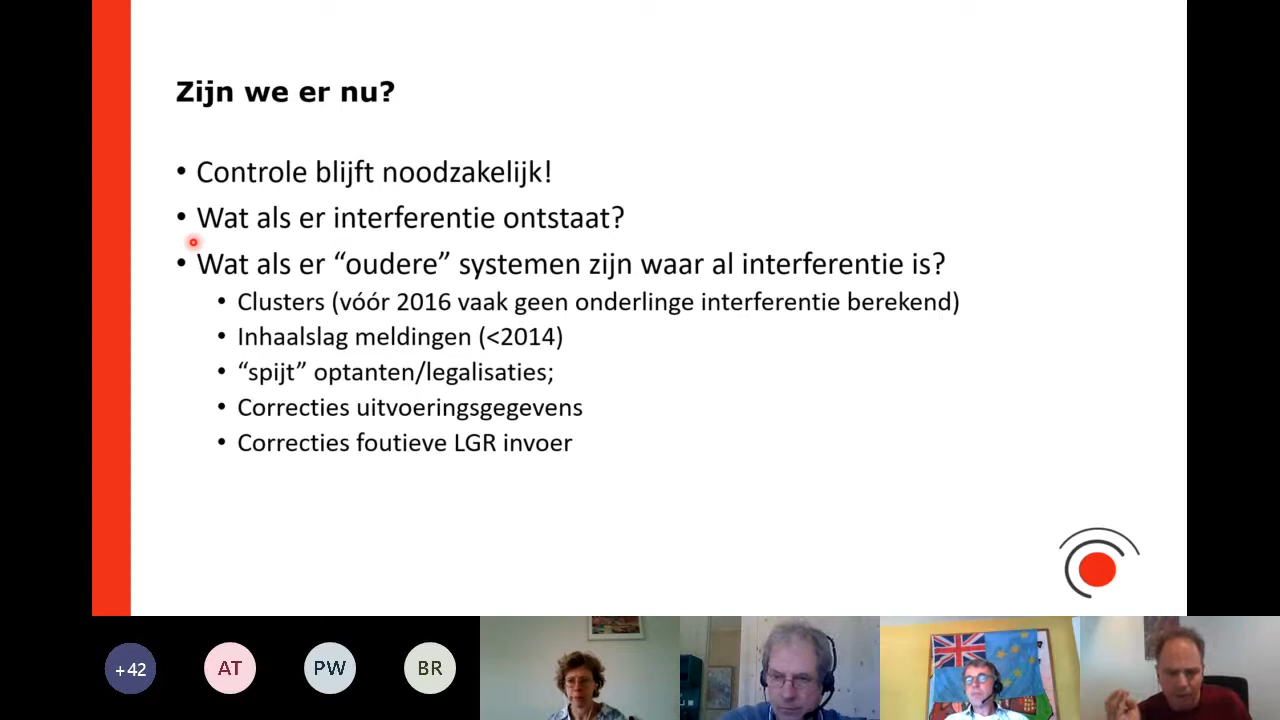 Zijn we er nu?
• Controle blijft noodzakelijk!
• Wat als er interferentie ontstaat?
• Wat als er “oudere” systemen zijn waar al interferentie is?
• Clusters (vóór 2016 vaak geen onderlinge interferentie berekend)
• Inhaalslag meldingen (<2014)
• “spijt” optanten/legalisaties;
• Correcties uitvoeringsgegevens
• Correcties foutieve LGR invoer
+42 AT PW BR